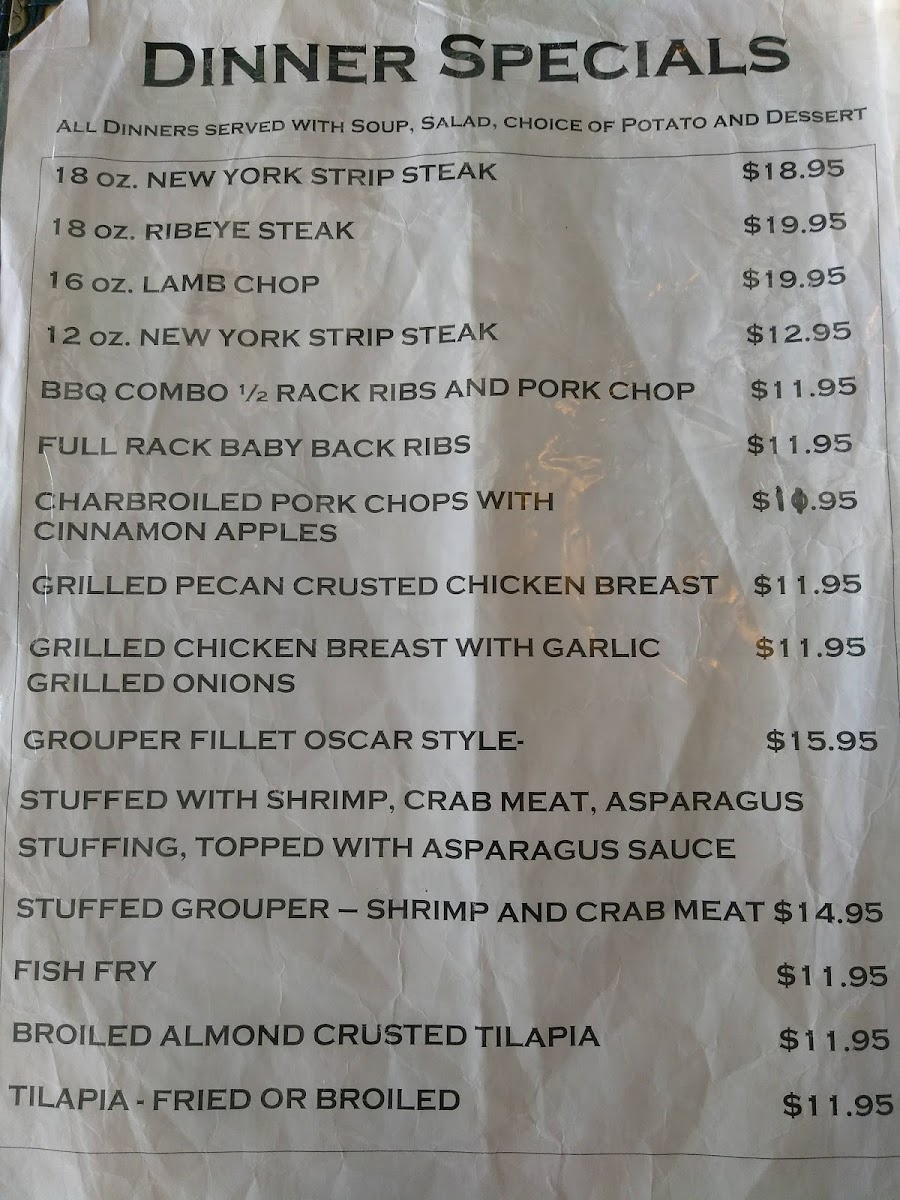 DINNER SPECIALS
ALL DINNERS SERVED WITH SOUP, SALAD, CHOICE OF POTATO AND DESSERT
18 OZ. NEW YORK STRIP STEAK $18.95
18 OZ. RIBEYE STEAK $19.95
16 OZ. LAMB CHOP $19.95
12 OZ. NEW YORK STRIP STEAK $12.95
BBQ COMBO ½ RACK RIBS AND PORK CHOP $11.95
FULL RACK BABY BACK RIBS $11.95
CHARBROILED PORK CHOPS WITH
CINNAMON APPLES
GRILLED PECAN CRUSTED CHICKEN BREAST $11.95
GRILLED CHICKEN BREAST WITH GARLIC $11.95
GRILLED ONIONS
GROUPER FILLET OSCAR STYLE- $15.95
STUFFED WITH SHRIMP, CRAB MEAT, ASPARAGUS
STUFFING, TOPPED WITH ASPARAGUS SAUCE
STUFFED GROUPER – SHRIMP AND CRAB MEAT $14.95
FISH FRY $11.95
BROILED ALMOND CRUSTED TILAPIA $11.95
TILAPIA - FRIED OR BROILED $11.95